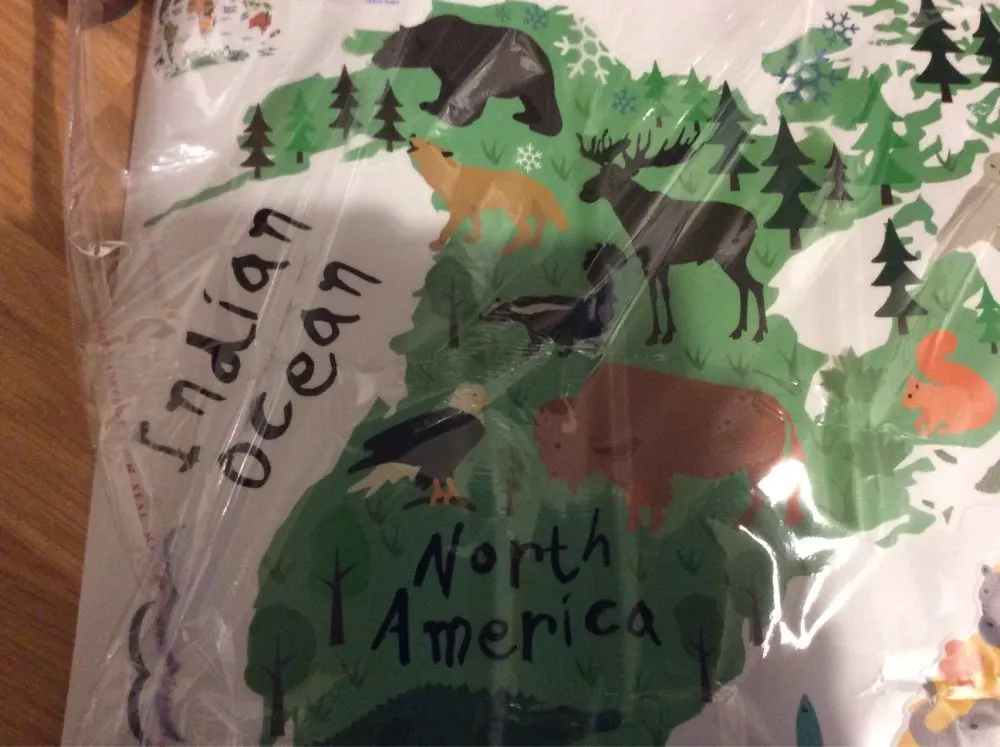 Indian
ocean
North
America